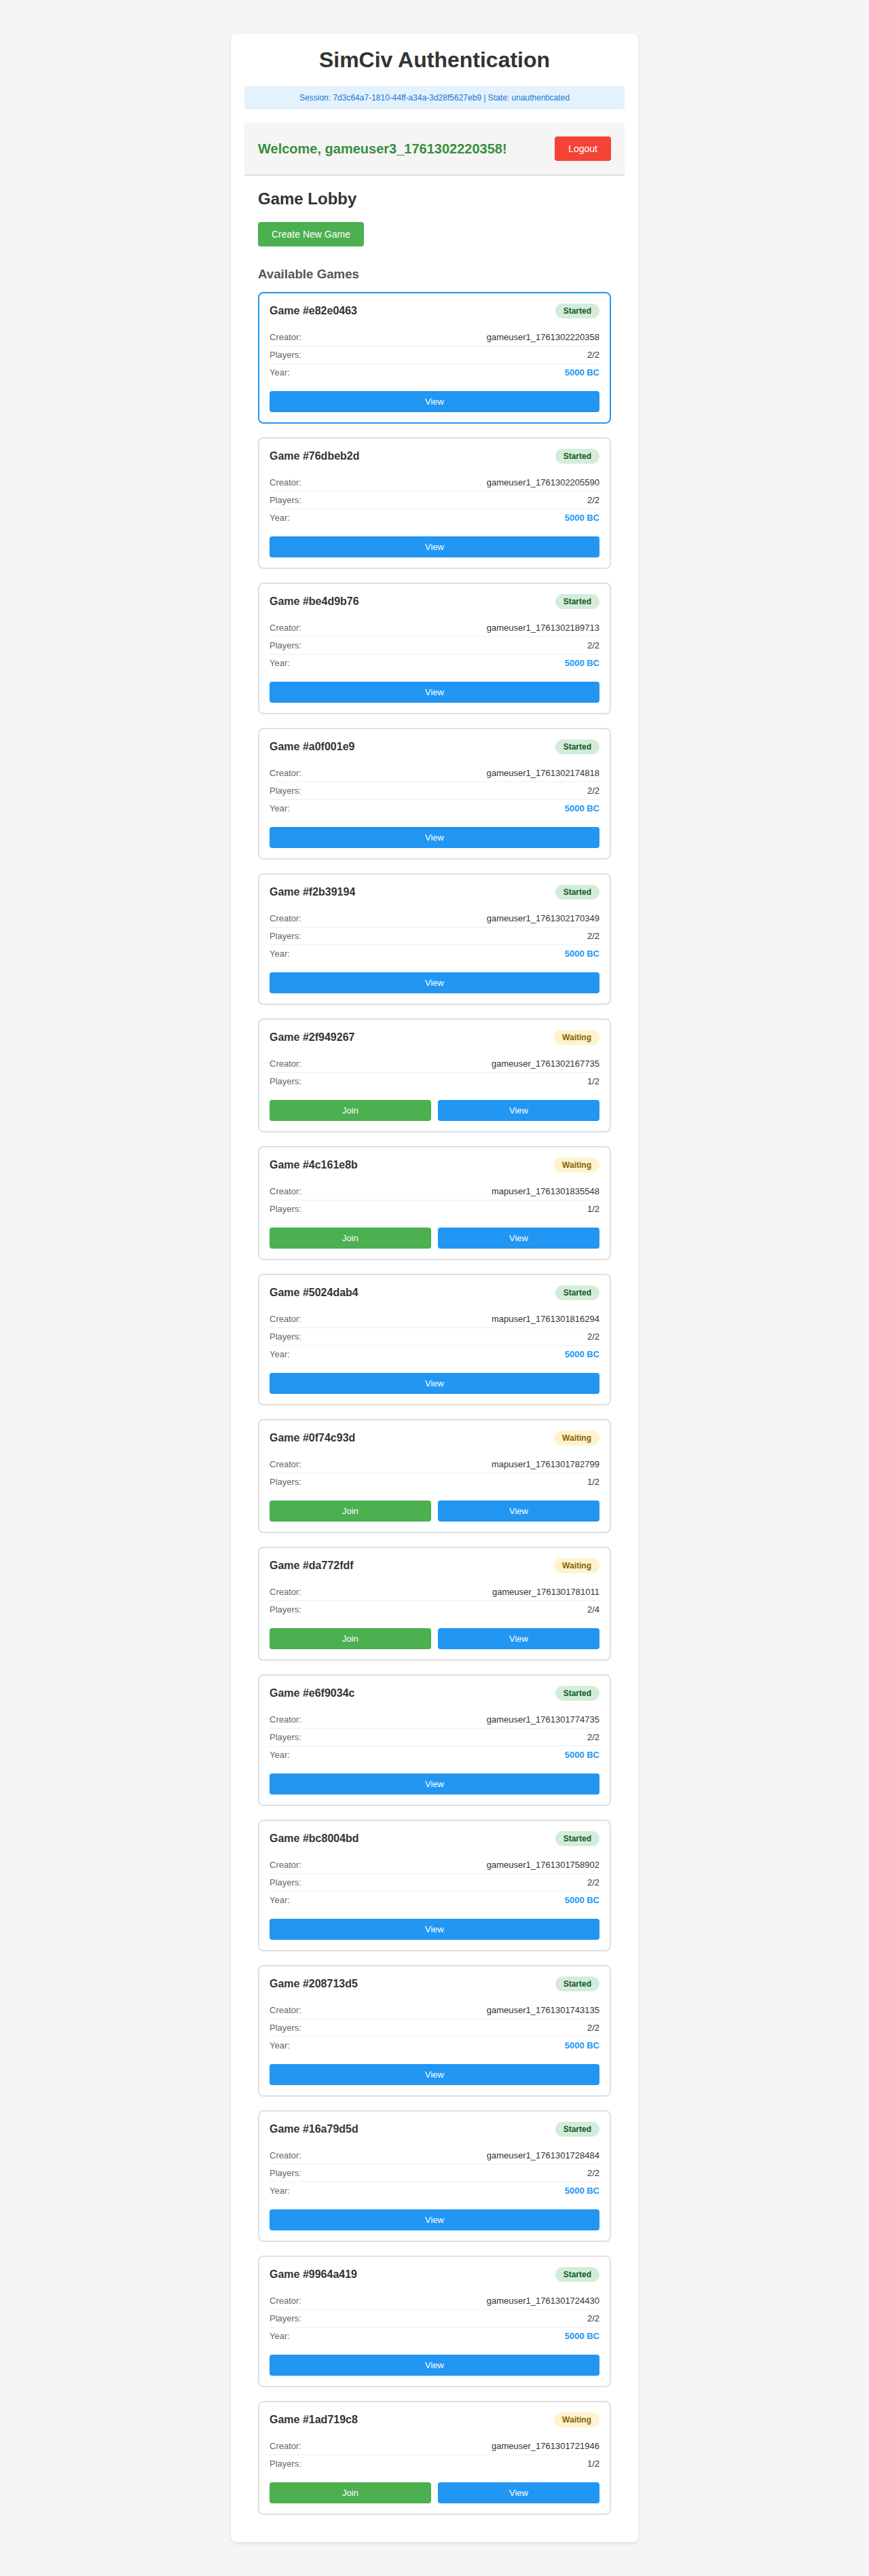 SimCiv Authentication
Session: 7d3c64a7-1810-44ff-a34a-3d28f5627eb9 | State: unauthenticated
Welcome, gameuser3_1761302220358! Logout
Game Lobby
Create New Game
Available Games
Game #e82e0463 Started
Creator: gameuser1_1761302220358
Players: 2/2
Year: 5000 BC
View
Game #76dbeb2d Started
Creator: gameuser1_1761302205590
Players: 2/2
Year: 5000 BC
View
Game #be4d9b76 Started
Creator: gameuser1_1761302189713
Players: 2/2
Year: 5000 BC
View
Game #a0f001e9 Started
Creator: gameuser1_1761302174818
Players: 2/2
Year: 5000 BC
View
Game #f2b39194 Started
Creator: gameuser1_1761302170349
Players: 2/2
Year: 5000 BC
View
Game #2f949267 Waiting
Creator: gameuser_1761302167735
Players: 1/2
Join View
Game #4c161e8b Waiting
Creator: mapuser1_1761301835548
Players: 1/2
Join View
Game #5024dab4 Started
Creator: mapuser1_1761301816294
Players: 2/2
Year: 5000 BC
View
Game #0f74c93d Waiting
Creator: mapuser1_1761301782799
Players: 1/2
Join View
Game #da772fdf Waiting
Creator: gameuser_1761301781011
Players: 2/4
Join View
Game #e6f9034c Started
Creator: gameuser1_1761301774735
Players: 2/2
Year: 5000 BC
View
Game #bc8004bd Started
Creator: gameuser1_1761301758902
Players: 2/2
Year: 5000 BC
View
Game #208713d5 Started
Creator: gameuser1_1761301743135
Players: 2/2
Year: 5000 BC
View
Game #16a79d5d Started
Creator: gameuser1_1761301728484
Players: 2/2
Year: 5000 BC
View
Game #9964a419 Started
Creator: gameuser1_1761301724430
Players: 2/2
Year: 5000 BC
View
Game #1ad719c8 Waiting
Creator: gameuser_1761301721946
Players: 1/2
Join View